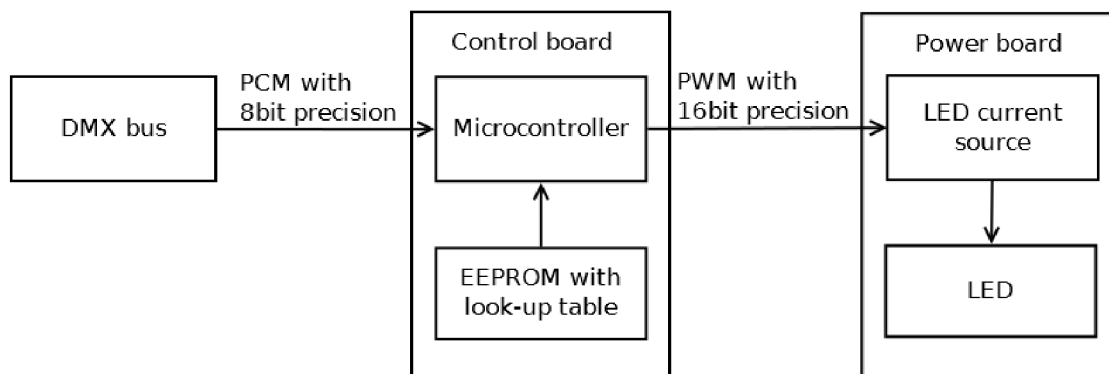 DMX bus
PCM with
8bit precision
Control board
Microcontroller
EEPROM with
look-up table
PWM with
16bit precision
Power board
LED current
source
LED